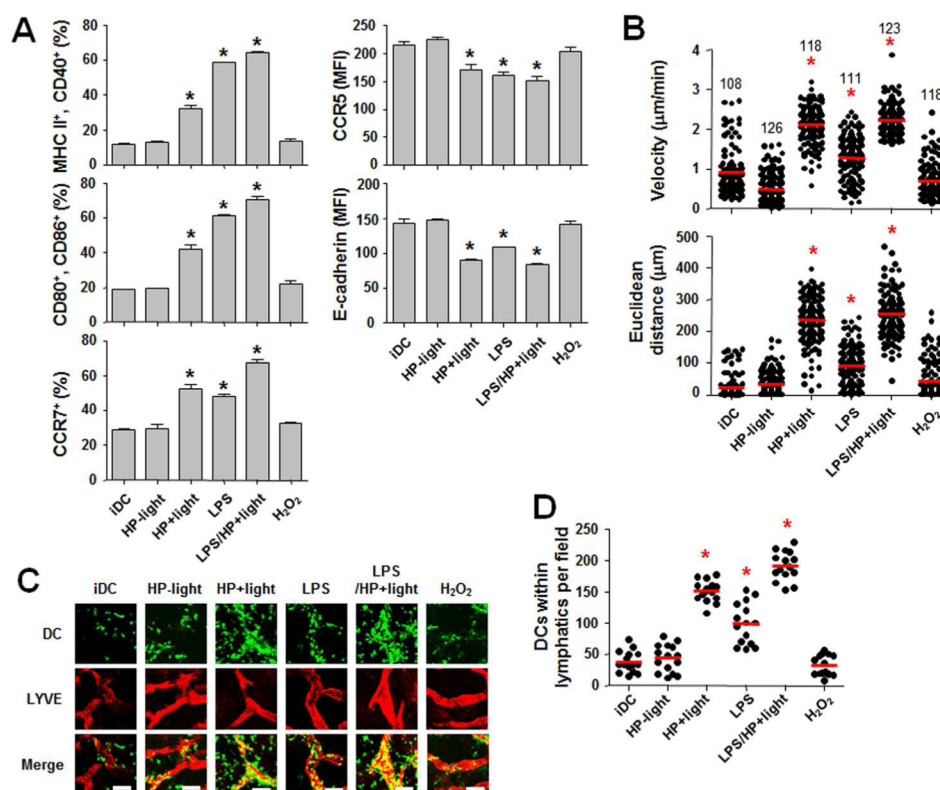 A
MHC II⁺, CD40⁺ (%)
80
60
40
20
0
CD80⁺, CD86⁺ (%)
80
60
40
20
0
CCR7⁺ (%)
80
60
40
20
0
iDC
HP-light
HP+light
LPS
LPS/HP+light
H₂O₂
* * *
* * *
* * *
CCR5 (MFI)
250
200
150
100
50
0
* * *
E-cadherin (MFI)
150
100
50
0
* * *
iDC
HP-light
HP+light
LPS
LPS/HP+light
H₂O₂
B
Velocity (μm/min)
4
3
2
1
0
108
126
118
111
123
118
* * *
Euclidean
distance (μm)
500
400
300
200
100
0
* * *
iDC
HP-light
HP+light
LPS
LPS/HP+light
H₂O₂
C
iDC
HP-light
HP+light
LPS
LPS
/HP+light
H₂O₂
DC
LYVE
Merge
D
DCs within
lymphatics per field
250
200
150
100
50
0
* * *
iDC
HP-light
HP+light
LPS
LPS/HP+light
H₂O₂